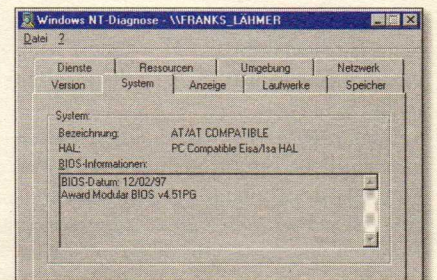 Windows NT-Diagnose - \\FRANKS_LAHMER
Datei ?
Dienste Ressourcen Umgebung Netzwerk
Version System Anzeige Laufwerke Speicher
System:
Bezeichnung: AT/AT COMPATIBLE
HAL: PC Compatible Eisa/Isa HAL
BIOS-Informationen:
BIOS-Datum: 12/02/97
Award Modular BIOS v4.51PG